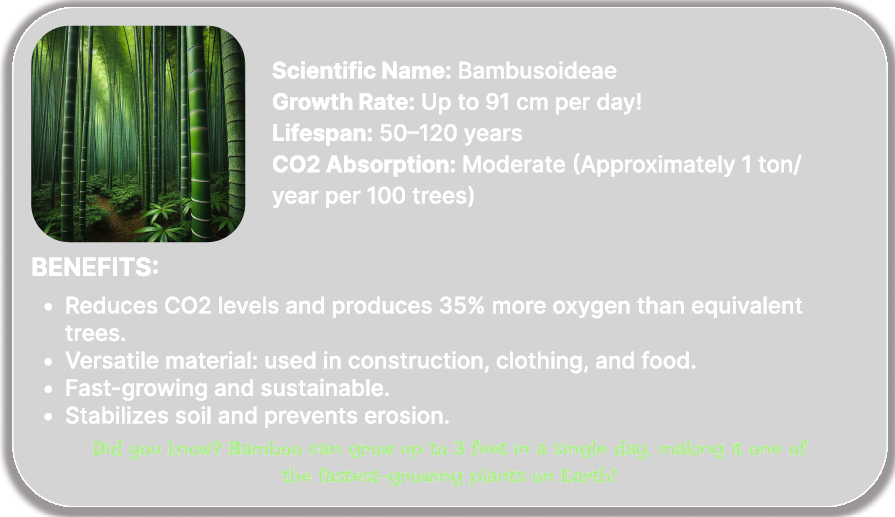 Scientific Name: Bambusoideae
Growth Rate: Up to 91 cm per day!
Lifespan: 50–120 years
CO2 Absorption: Moderate (Approximately 1 ton/
year per 100 trees)
BENEFITS:
• Reduces CO2 levels and produces 35% more oxygen than equivalent
trees.
• Versatile material: used in construction, clothing, and food.
• Fast-growing and sustainable.
• Stabilizes soil and prevents erosion.
Did you know? Bamboo can grow up to 3 feet in a single day, making it one of
the fastest-growing plants on Earth!